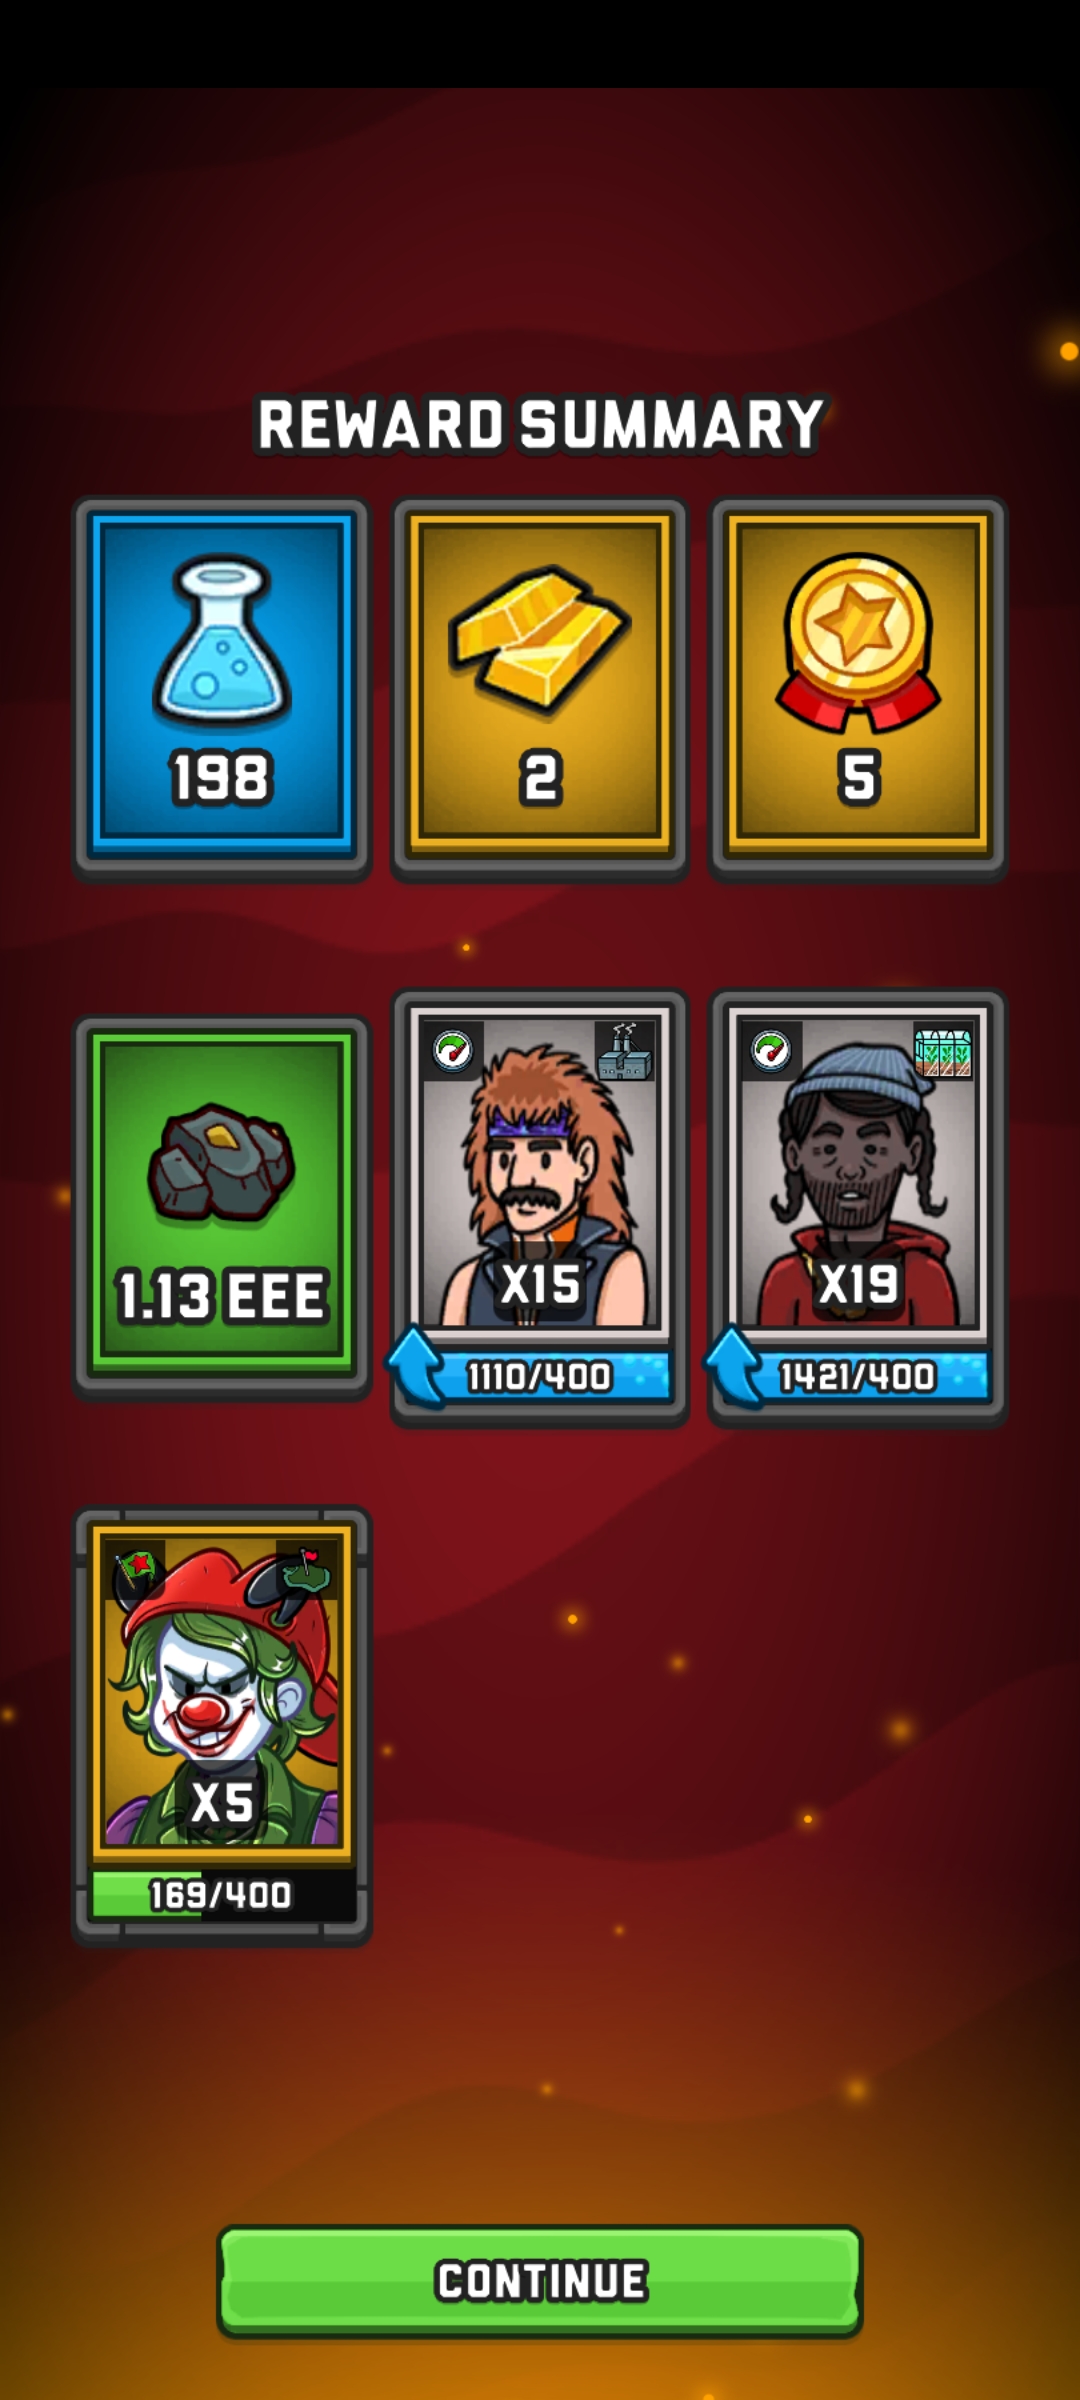 REWARD SUMMARY
198
2
5
1.13 EEE
X15
X19
1110/400
1421/400
X5
169/400
CONTINUE